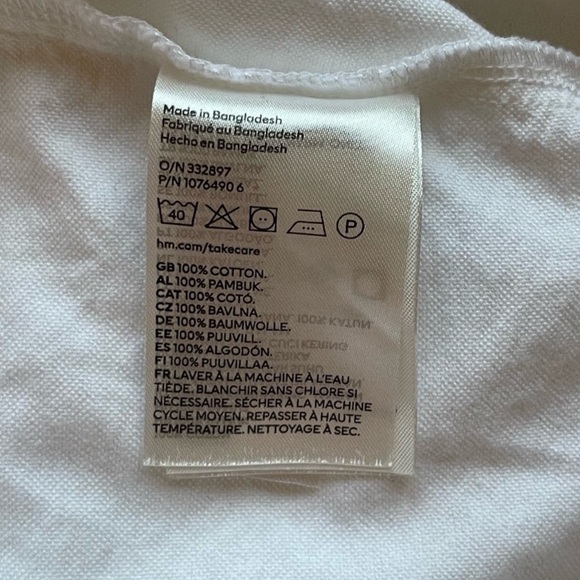 Made in Bangladesh
Fabriqué au Bangladesh
Hecho en Bangladesh
O/N 332897
P/N 1076490 6
40 P
hm.com/takecare
GB 100% COTTON.
AL 100% PAMBUK.
CAT 100% COTÓ.
CZ 100% BAVLNA.
DE 100% BAUMWOLLE.
EE 100% PUUVILL.
ES 100% ALGODÓN.
FI 100% PUUVILLAA.
FR LAVER À LA MACHINE À L'EAU
TIÈDE. BLANCHIR SANS CHLORE SI
NÉCESSAIRE. SÉCHER À LA MACHINE
CYCLE MOYEN. REPASSER À HAUTE
TEMPÉRATURE. NETTOYAGE À SEC.